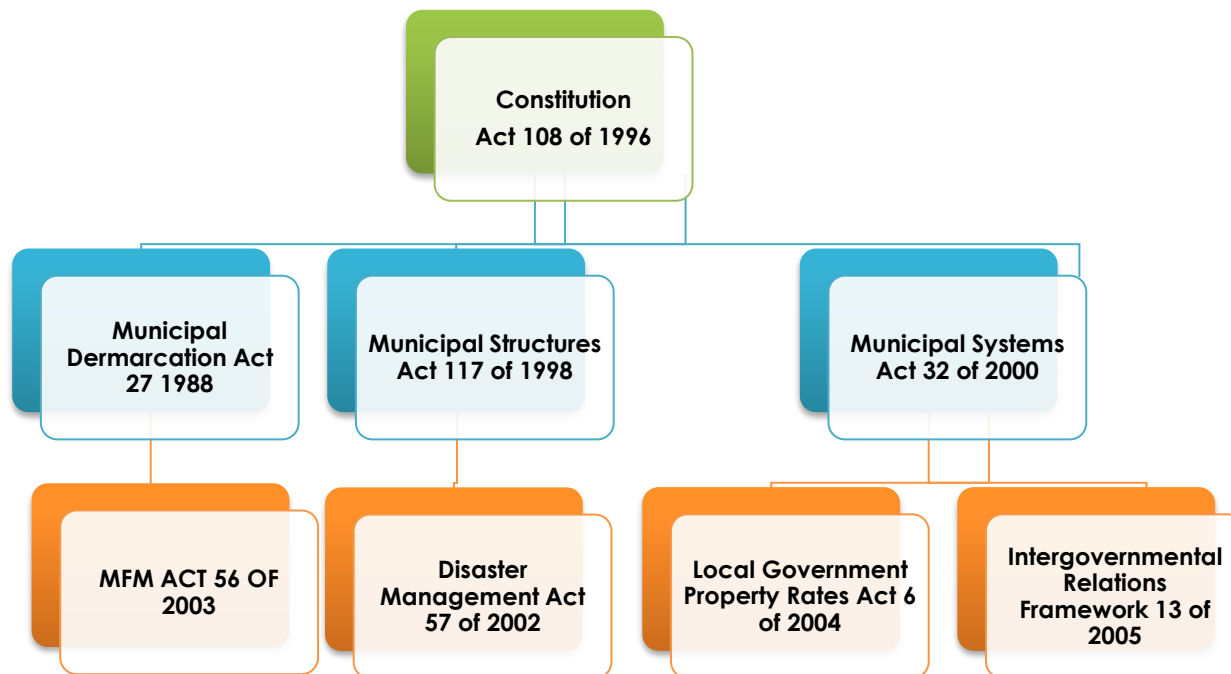 Constitution
Act 108 of 1996
Municipal
Dermarcation Act
27 1988
Municipal Structures
Act 117 of 1998
Municipal Systems
Act 32 of 2000
MFM ACT 56 OF
2003
Disaster
Management Act
57 of 2002
Local Government
Property Rates Act 6
of 2004
Intergovernmental
Relations
Framework 13 of
2005